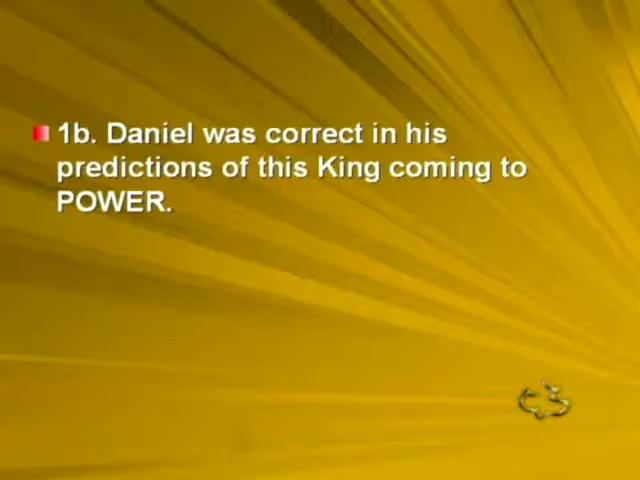 1b. Daniel was correct in his
predictions of this King coming to
POWER.